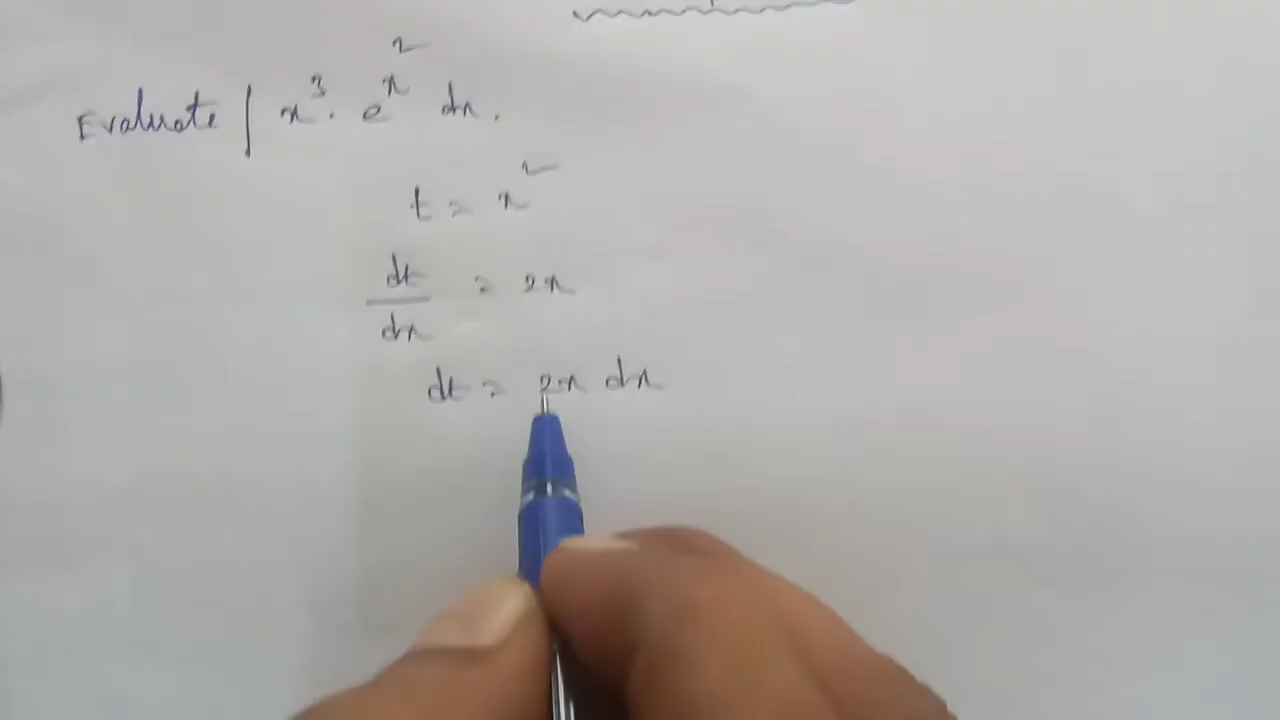 Evaluate ∫ x³. e^x² dx.
t = x²
dt/dx = 2x
dt = 2x dx